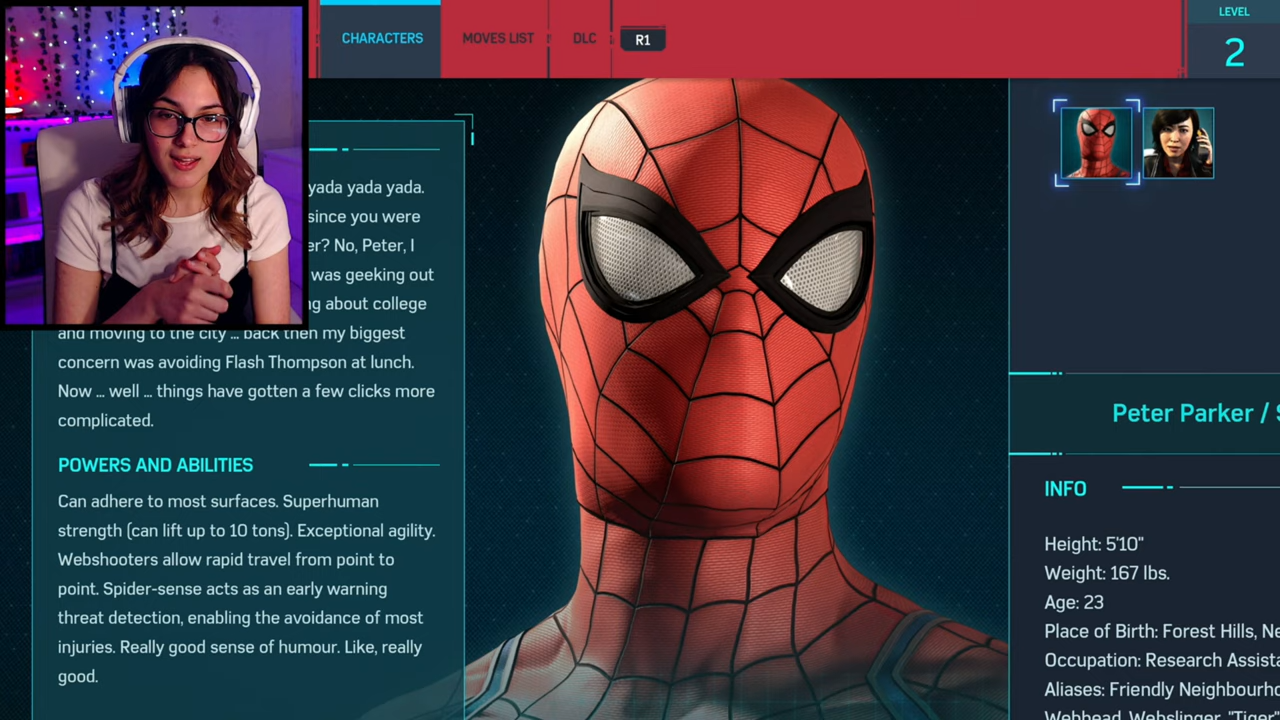 CHARACTERS
MOVES LIST
DLC
R1
LEVEL
2
yada yada yada.
since you were
er? No, Peter, I
was geeking out
ng about college
and moving to the city ... back then my biggest
concern was avoiding Flash Thompson at lunch.
Now ... well ... things have gotten a few clicks more
complicated.
POWERS AND ABILITIES
Can adhere to most surfaces. Superhuman
strength (can lift up to 10 tons). Exceptional agility.
Webshooters allow rapid travel from point to
point. Spider-sense acts as an early warning
threat detection, enabling the avoidance of most
injuries. Really good sense of humour. Like, really
good.
Peter Parker / S
INFO
Height: 5'10"
Weight: 167 lbs.
Age: 23
Place of Birth: Forest Hills, Ne
Occupation: Research Assista
Aliases: Friendly Neighbourho
Webhead, Webslinger, "Tiger"